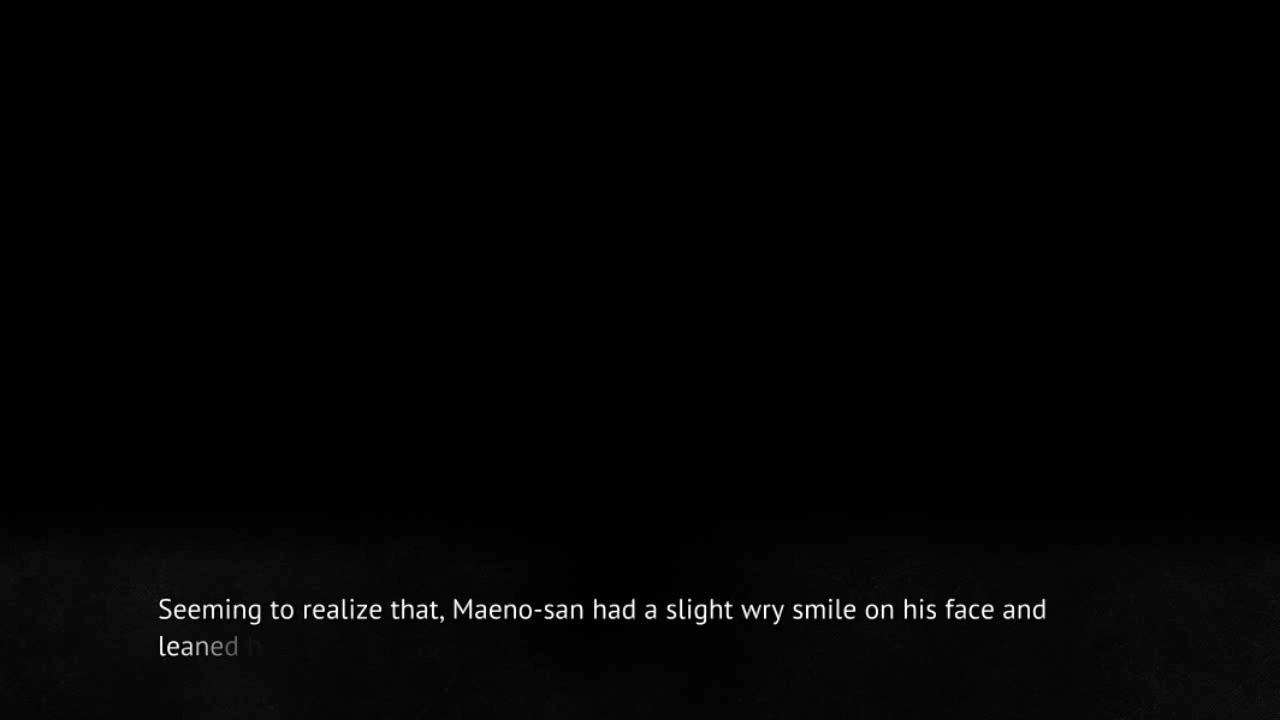 Seeming to realize that, Maeno-san had a slight wry smile on his face and
leaned h